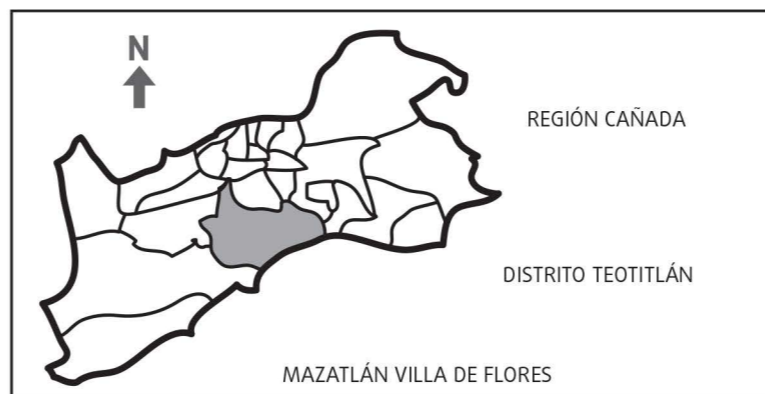 N
REGIÓN CAÑADA
DISTRITO TEOTITLÁN
MAZATLÁN VILLA DE FLORES